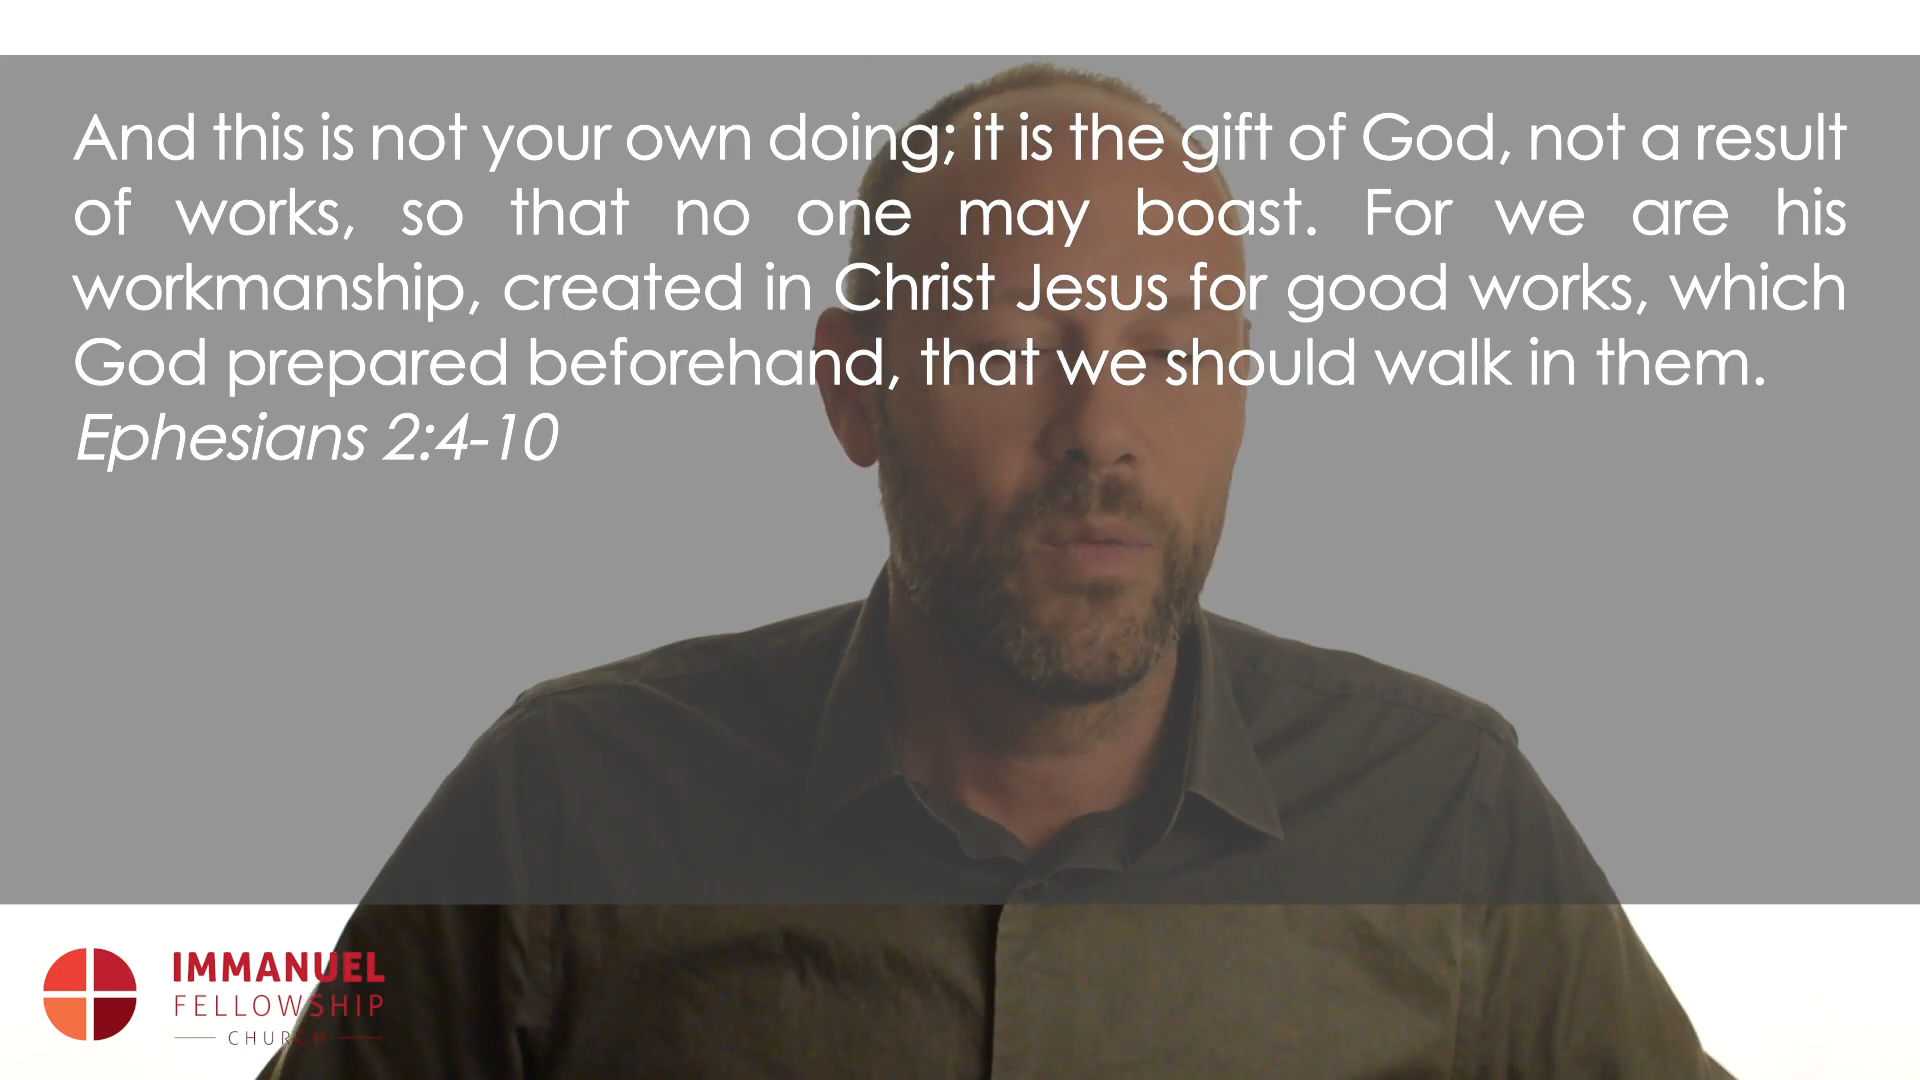 And this is not your own doing; it is the gift of God, not a result
of works, so that no one may boast. For we are his
workmanship, created in Christ Jesus for good works, which
God prepared beforehand, that we should walk in them.
Ephesians 2:4-10
IMMANUEL
FELLOWSHIP
CHURCH